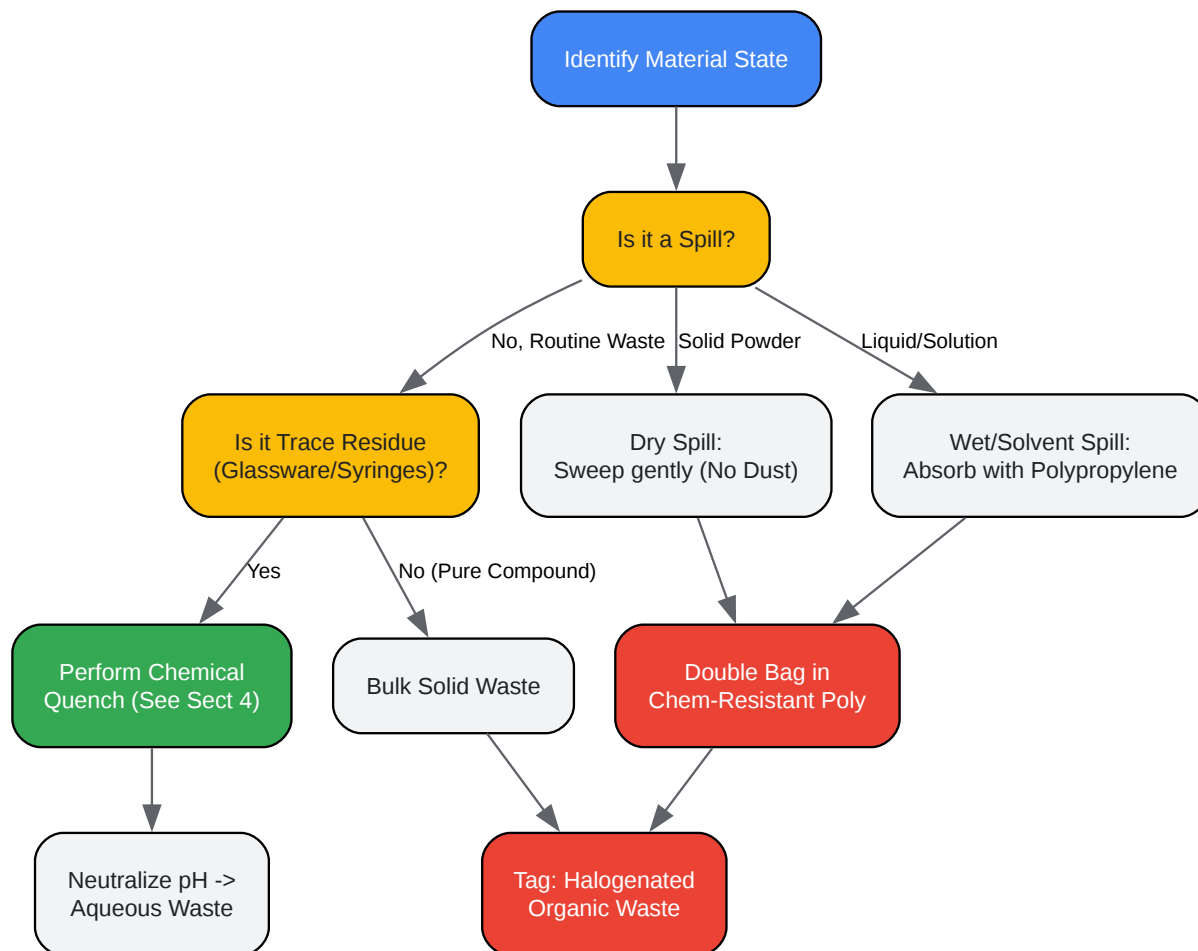 Identify Material State
Is it a Spill?
No, Routine Waste
Solid Powder
Liquid/Solution
Is it Trace Residue
(Glassware/Syringes)?
Dry Spill:
Sweep gently (No Dust)
Wet/Solvent Spill:
Absorb with Polypropylene
Yes
No (Pure Compound)
Perform Chemical
Quench (See Sect 4)
Bulk Solid Waste
Double Bag in
Chem-Resistant Poly
Neutralize pH ->
Aqueous Waste
Tag: Halogenated
Organic Waste